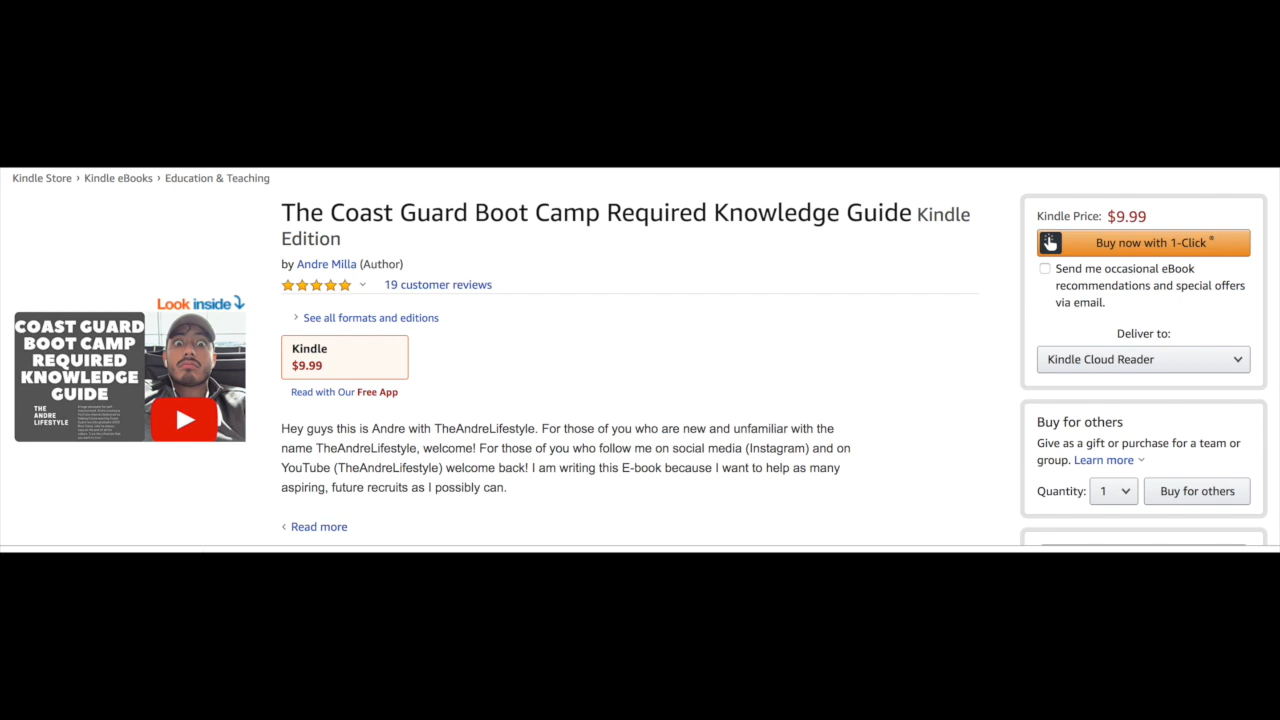 Kindle Store › Kindle eBooks › Education & Teaching
The Coast Guard Boot Camp Required Knowledge Guide Kindle
Edition
by Andre Milla (Author)
19 customer reviews
See all formats and editions
Kindle
$9.99
Read with Our Free App
Hey guys this is Andre with TheAndreLifestyle. For those of you who are new and unfamiliar with the
name TheAndreLifestyle, welcome! For those of you who follow me on social media (Instagram) and on
YouTube (TheAndreLifestyle) welcome back! I am writing this E-book because I want to help as many
aspiring, future recruits as I possibly can.
Read more
Look inside
COAST GUARD
BOOT CAMP
REQUIRED
KNOWLEDGE
GUIDE
THE
ANDRE
LIFESTYLE
Kindle Price: $9.99
Buy now with 1-Click ®
Send me occasional eBook
recommendations and special offers
via email.
Deliver to:
Kindle Cloud Reader
Buy for others
Give as a gift or purchase for a team or
group. Learn more
Quantity: 1 Buy for others